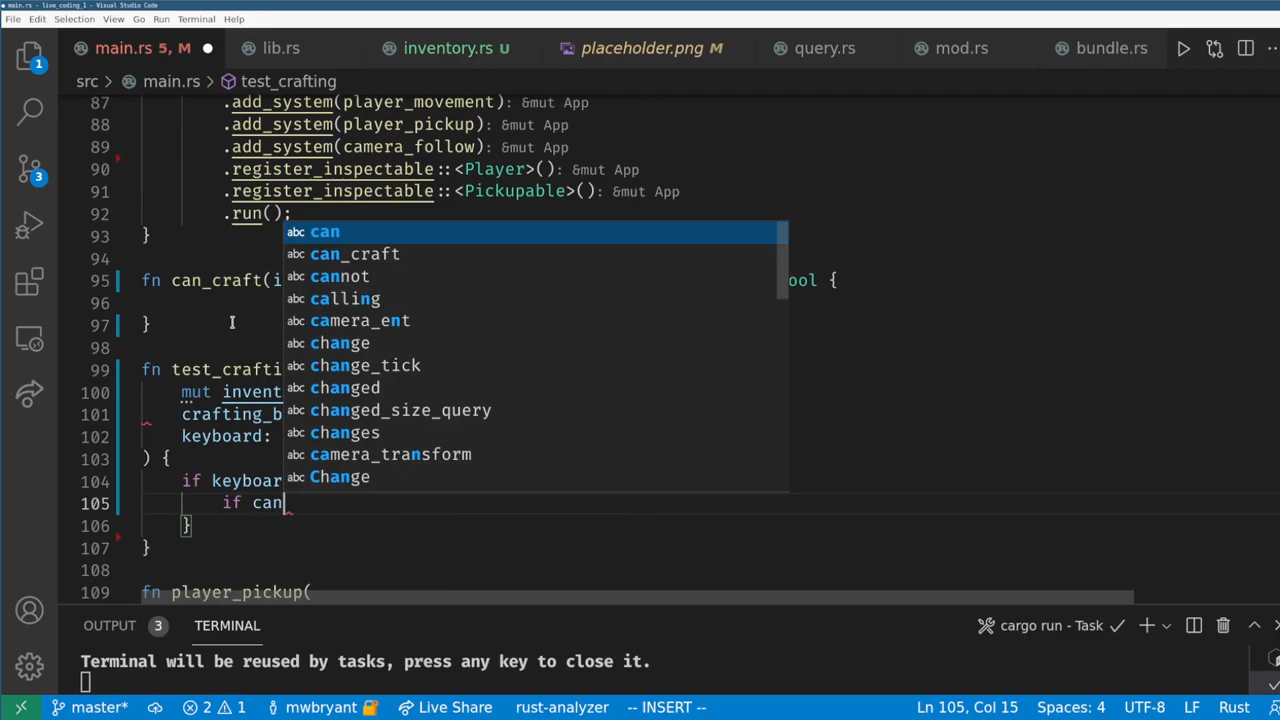 main.rs - live_coding_1 - Visual Studio Code
File Edit Selection View Go Run Terminal Help
main.rs 5, M lib.rs inventory.rs U placeholder.png M query.rs mod.rs bundle.rs
src > main.rs > test_crafting
87 .add_system(player_movement): &mut App
88 .add_system(player_pickup): &mut App
89 .add_system(camera_follow): &mut App
90 .register_inspectable::<Player>(): &mut App
91 .register_inspectable::<Pickupable>(): &mut App
92 .run();
93 }
94
95 fn can_craft(i ool {
96
97 }
98
99 fn test_crafti
100 mut invent
101 crafting_b
102 keyboard:
103 ) {
104 if keyboar
105 if can
106 }
107 }
108
109 fn player_pickup(
abc can
abc can_craft
abc cannot
abc calling
abc camera_ent
abc change
abc change_tick
abc changed
abc changed_size_query
abc changes
abc camera_transform
abc Change
1
3
OUTPUT 3 TERMINAL cargo run - Task
Terminal will be reused by tasks, press any key to close it.
master* 2 1 mwbryant Live Share rust-analyzer -- INSERT -- Ln 105, Col 15 Spaces: 4 UTF-8 LF Rust